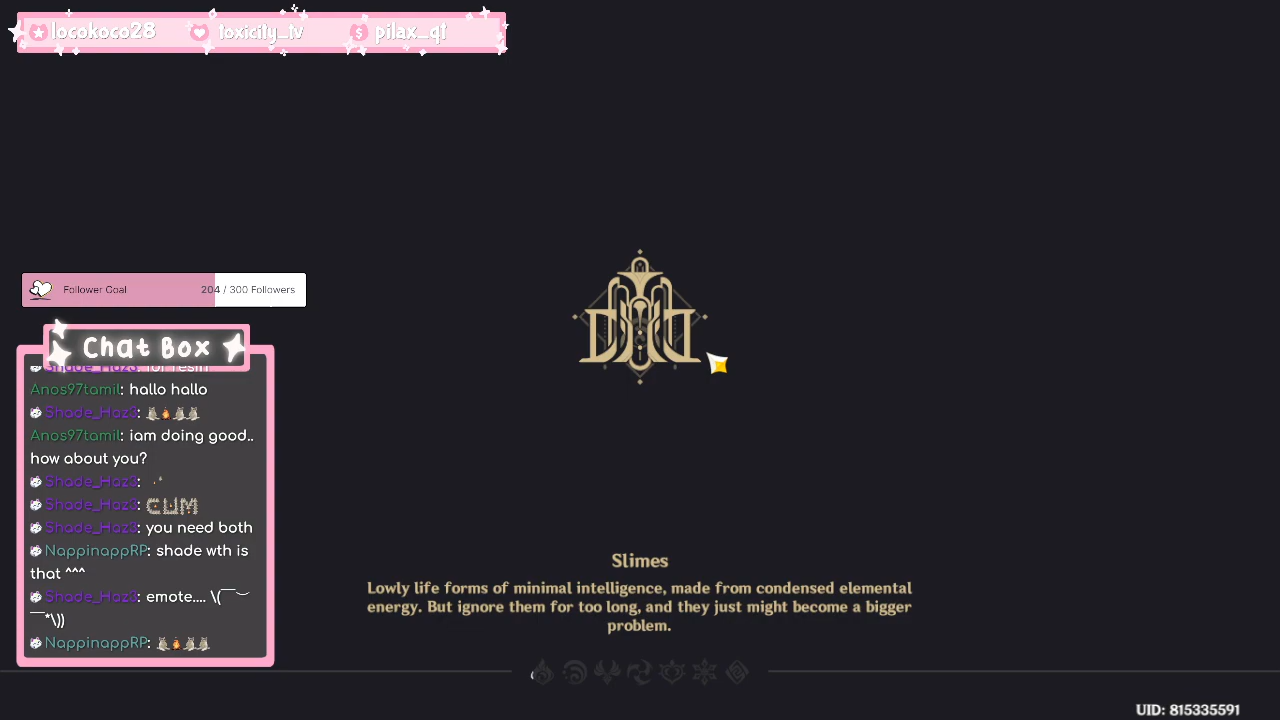 locokoco28 toxicity_tv pilax_qt
Follower Goal 204 / 300 Followers
Chat Box
Shade_Haz3: for resin
Anos97tamil: hallo hallo
Shade_Haz3:
Anos97tamil: iam doing good..
how about you?
Shade_Haz3:
Shade_Haz3: CUM
Shade_Haz3: you need both
NappinappRP: shade wth is
that ^^^
Shade_Haz3: emote.... \(¯︶
¯*\))
NappinappRP:
Slimes
Lowly life forms of minimal intelligence, made from condensed elemental
energy. But ignore them for too long, and they just might become a bigger
problem.
UID: 815335591